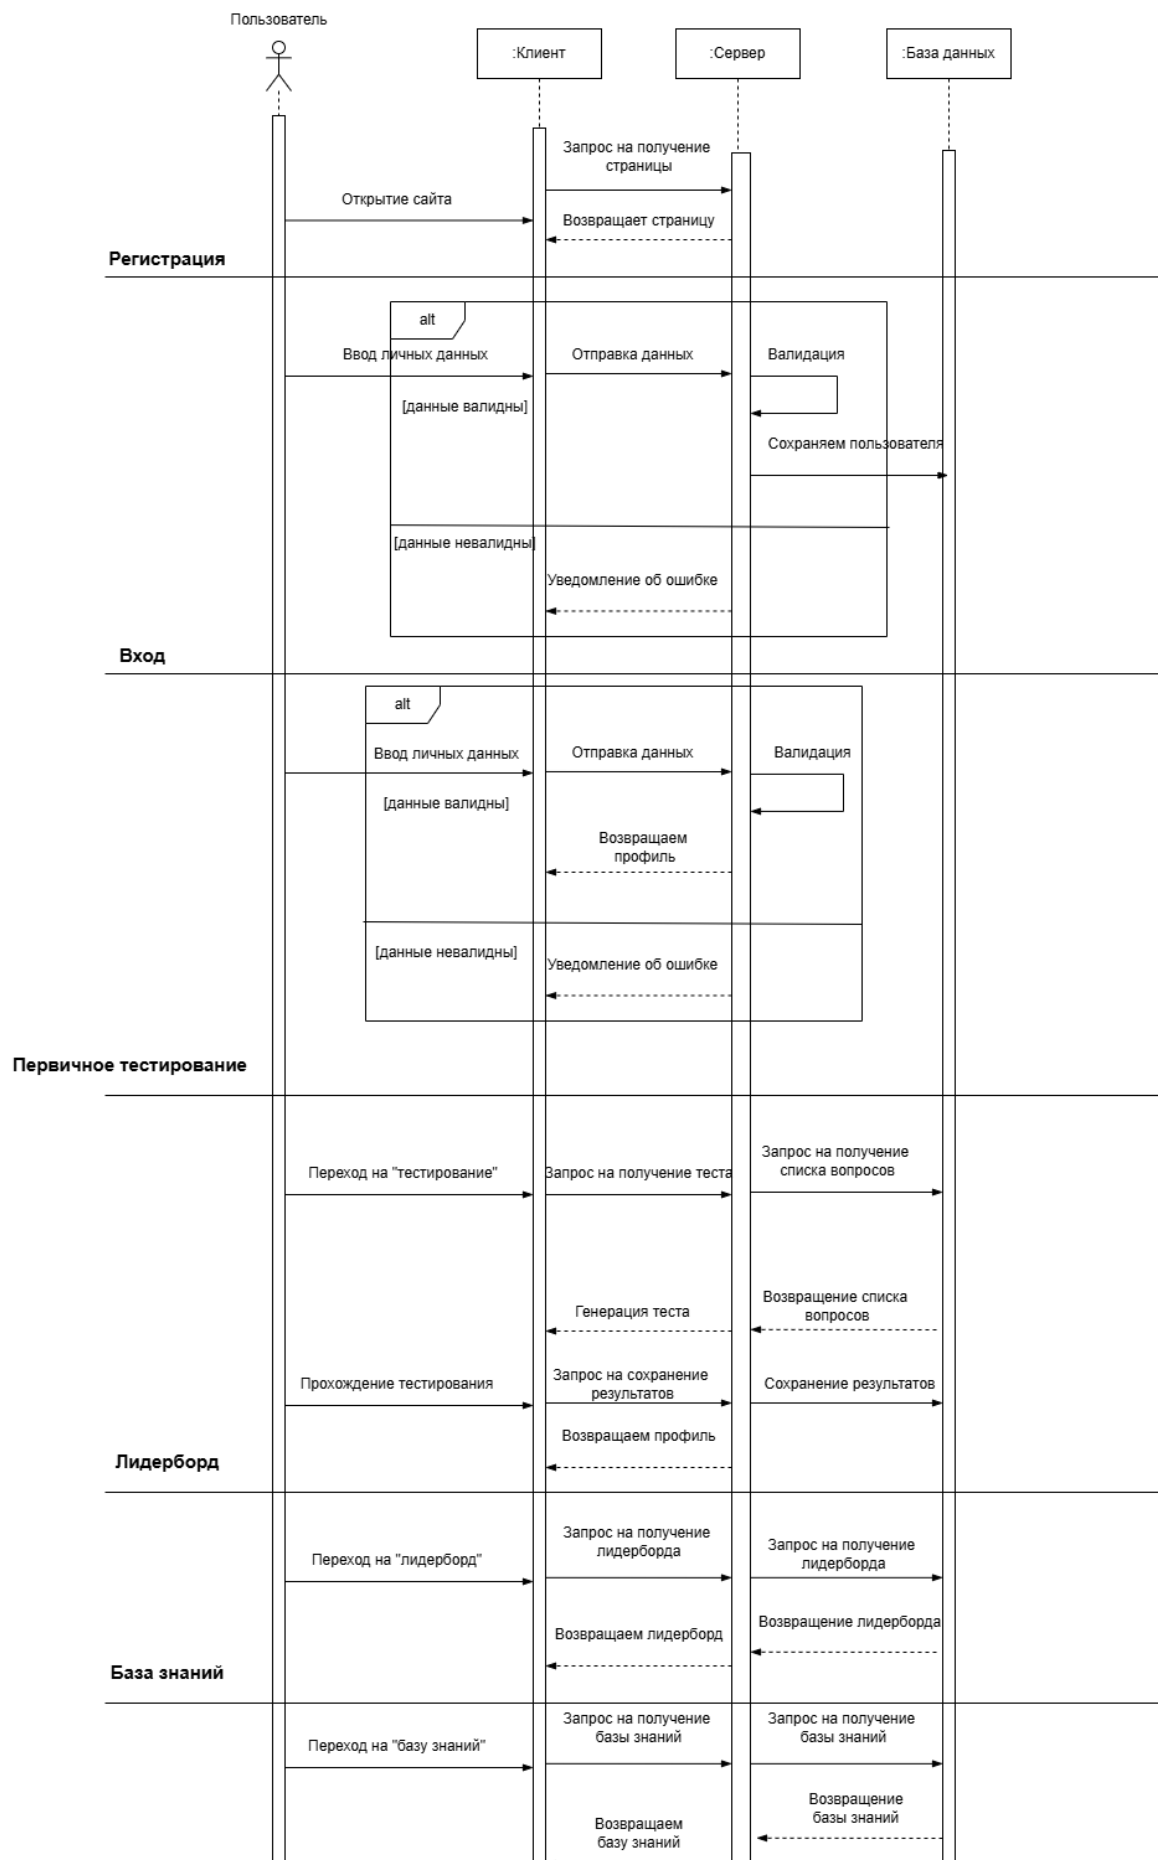 Пользователь
:Клиент
:Сервер
:База данных
Запрос на получение
страницы
Открытие сайта
Возвращает страницу
Регистрация
alt
Ввод личных данных
Отправка данных
Валидация
[данные валидны]
Сохраняем пользователя
[данные невалидны]
Уведомление об ошибке
Вход
alt
Ввод личных данных
Отправка данных
Валидация
[данные валидны]
Возвращаем
профиль
[данные невалидны]
Уведомление об ошибке
Первичное тестирование
Переход на "тестирование"
Запрос на получение теста
Запрос на получение
списка вопросов
Возвращение списка
вопросов
Генерация теста
Прохождение тестирования
Запрос на сохранение
результатов
Сохранение результатов
Возвращаем профиль
Лидерборд
Переход на "лидерборд"
Запрос на получение
лидерборда
Запрос на получение
лидерборда
Возвращение лидерборда
Возвращаем лидерборд
База знаний
Переход на "базу знаний"
Запрос на получение
базы знаний
Запрос на получение
базы знаний
Возвращение
базы знаний
Возвращаем
базу знаний